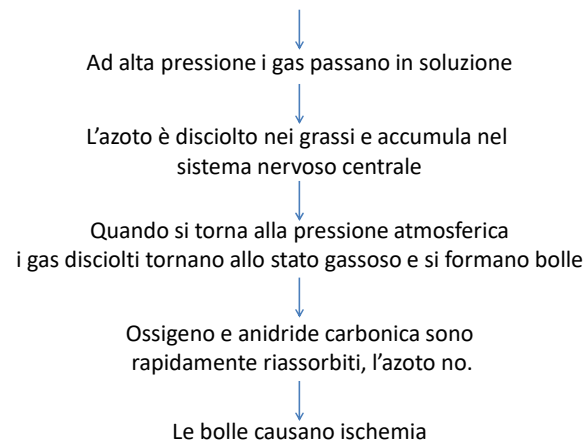 Ad alta pressione i gas passano in soluzione
L'azoto è disciolto nei grassi e accumula nel
sistema nervoso centrale
Quando si torna alla pressione atmosferica
i gas disciolti tornano allo stato gassoso e si formano bolle
Ossigeno e anidride carbonica sono
rapidamente riassorbiti, l'azoto no.
Le bolle causano ischemia